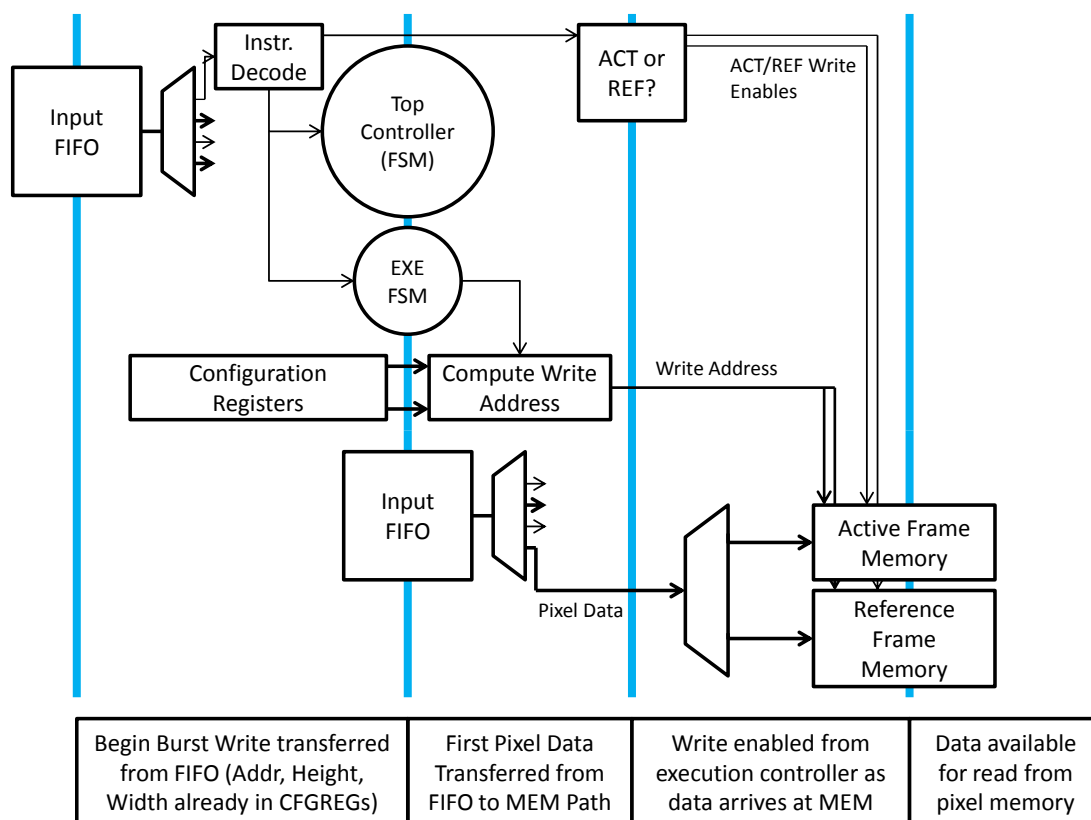 Instr.
Decode
Input
FIFO
Top
Controller
(FSM)
ACT or
REF?
ACT/REF Write
Enables
EXE
FSM
Configuration
Registers
Compute Write
Address
Write Address
Input
FIFO
Pixel Data
Active Frame
Memory
Reference
Frame
Memory
Begin Burst Write transferred
from FIFO (Addr, Height,
Width already in CFGREGs)
First Pixel Data
Transferred from
FIFO to MEM Path
Write enabled from
execution controller as
data arrives at MEM
Data available
for read from
pixel memory